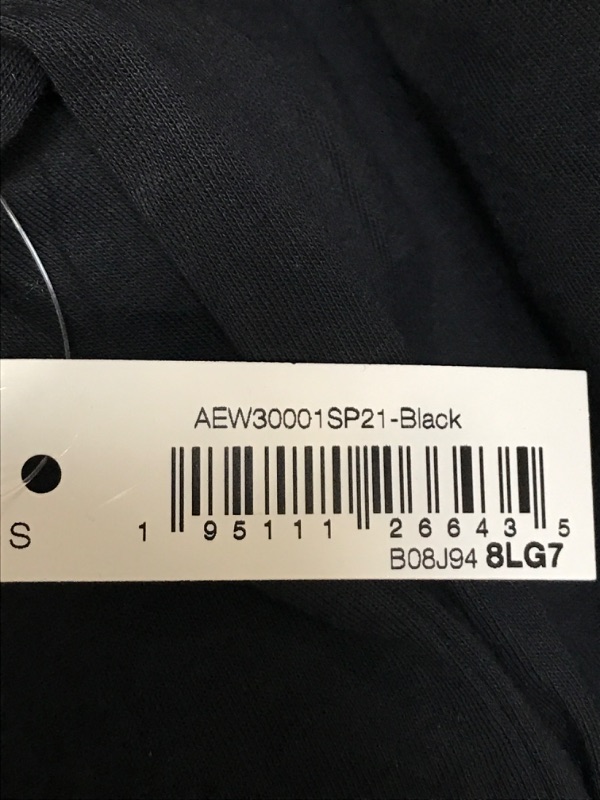 AEW30001SP21-Black
S
1 95111 26643 5
B08J94 8LG7